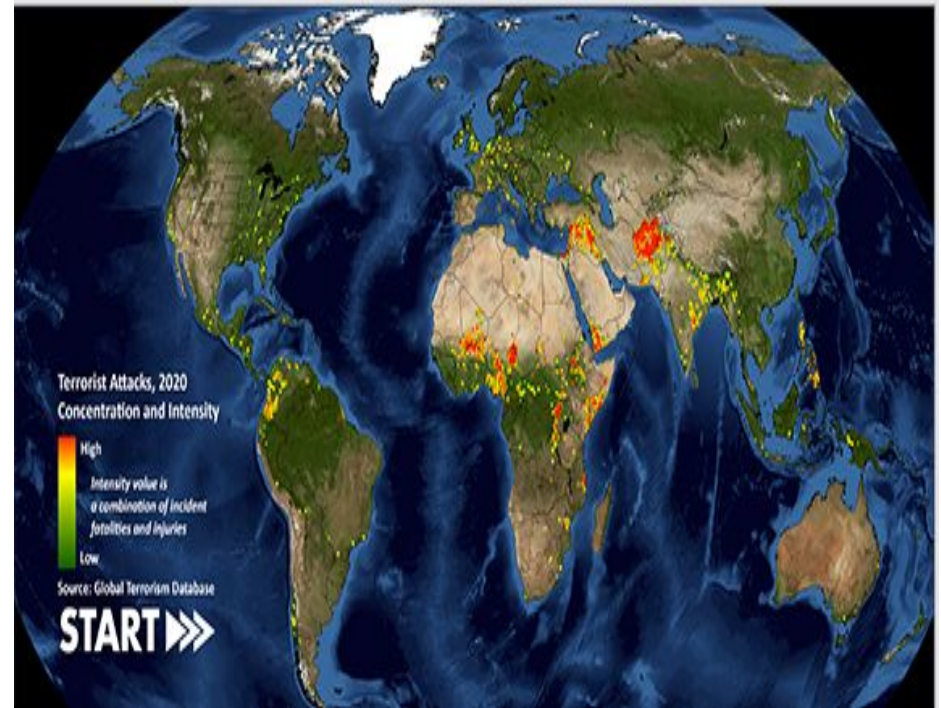 Terrorist Attacks, 2020
Concentration and Intensity
High
Intensity value is
a combination of incident
fatalities and injuries
Low
Source: Global Terrorism Database
START